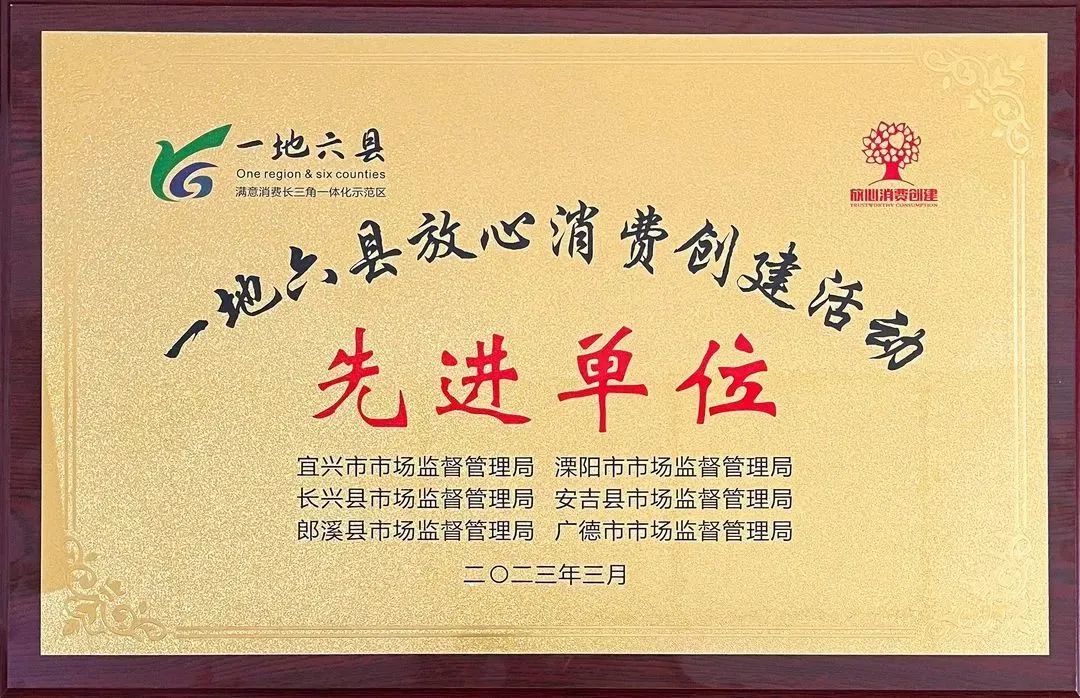 一地六县
One region & six counties
满意消费长三角一体化示范区
放心消费创建
TRUSTWORTHY CONSUMPTION
一地六县放心消费创建活动
先进单位
宜兴市市场监督管理局 溧阳市市场监督管理局
长兴县市场监督管理局 安吉县市场监督管理局
郎溪县市场监督管理局 广德市市场监督管理局
二〇二三年三月